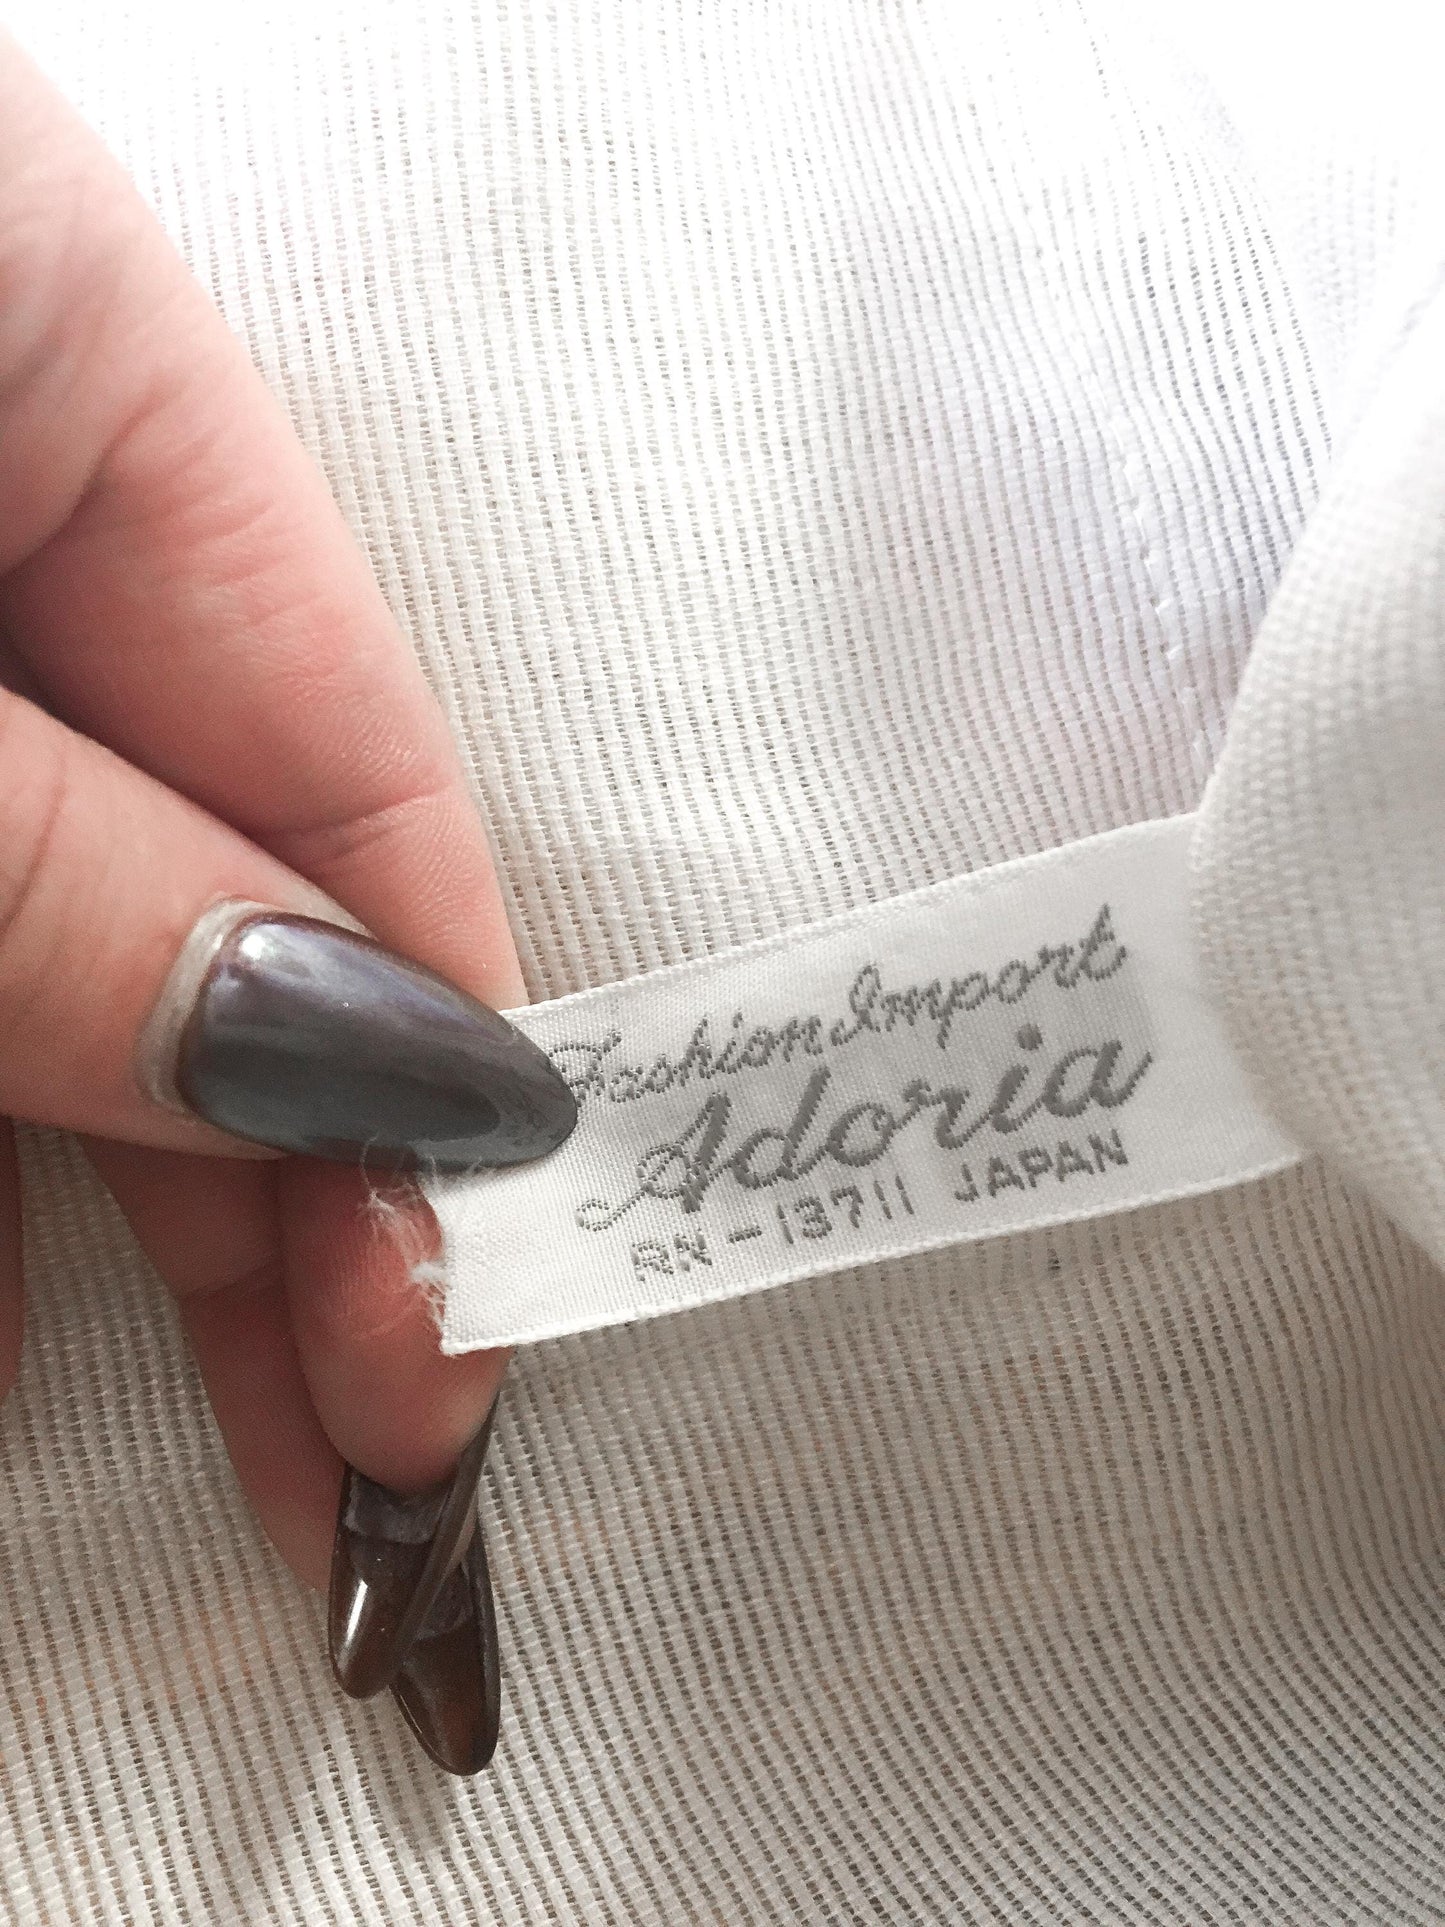 Fashion Import
Adoria
RN-13711 JAPAN